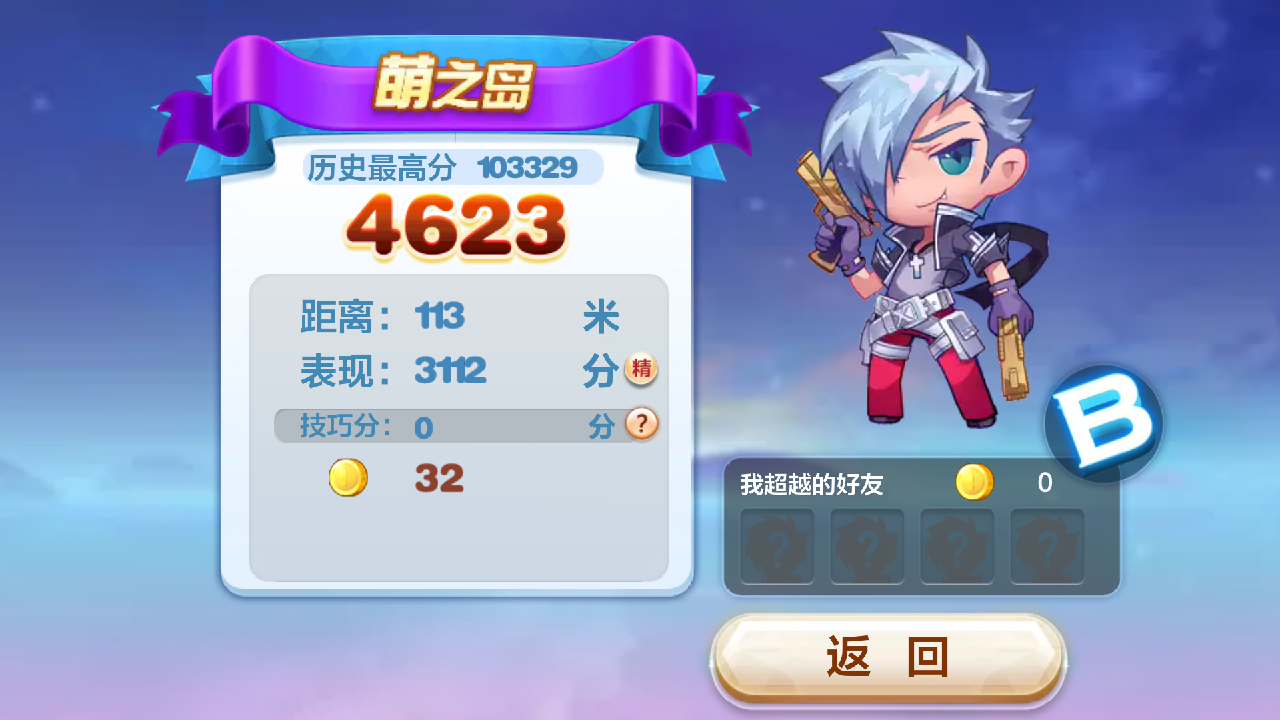 萌之岛
历史最高分 103329
4623
距离： 113 米
表现： 3112 分 精
技巧分： 0 分 ?
32
B
我超越的好友 0
? ? ? ?
返 回